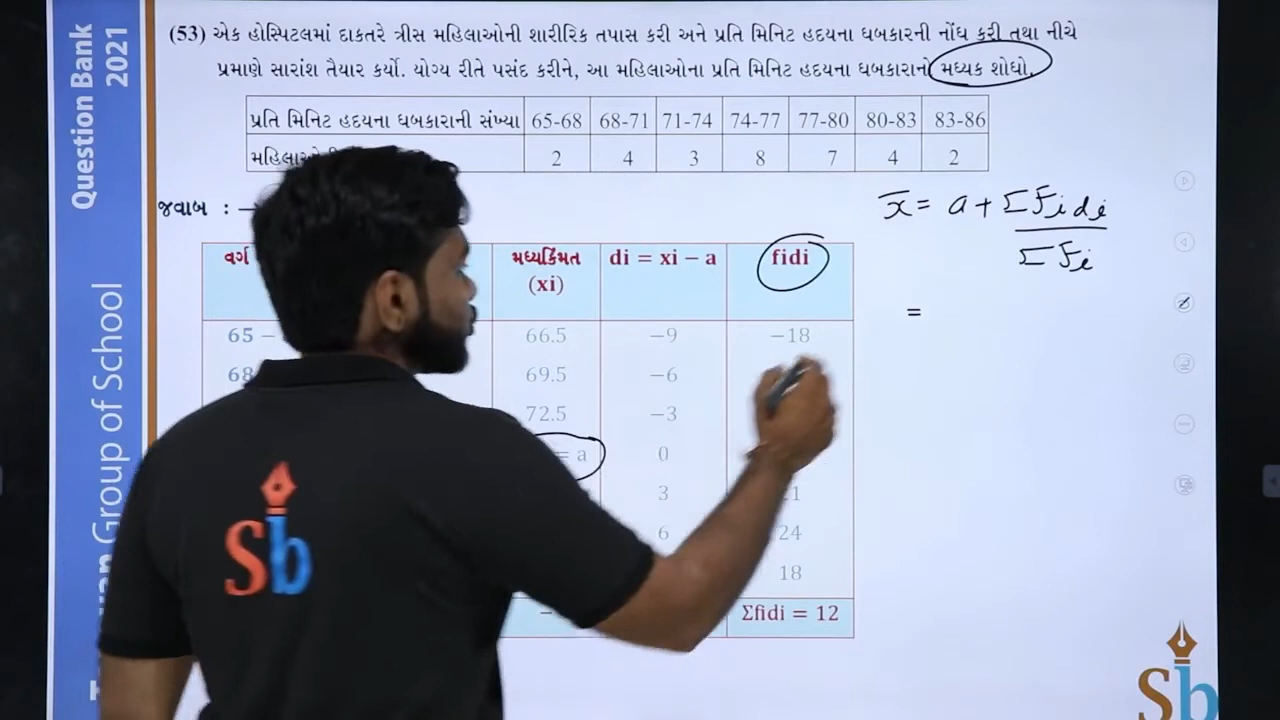 Question Bank
2021
Group of School
(53) એક હોસ્પિટલમાં દાક્તરે ત્રીસ મહિલાઓની શારીરિક તપાસ કરી અને પ્રતિ મિનિટ હૃદયના ધબકારની નોંધ કરી તથા નીચે
પ્રમાણે સારાંશ તૈયાર કર્યો. યોગ્ય રીતે પસંદ કરીને, આ મહિલાઓના પ્રતિ મિનિટ હૃદયના ધબકારાનો મધ્યક શોધો.
પ્રતિ મિનિટ હૃદયના ધબકારાની સંખ્યા 65-68 68-71 71-74 74-77 77-80 80-83 83-86
2 4 3 8 7 4 2
જવાબ : –
x̄ = a + Σfidi
Σfi
=
વર્ગ મધ્યકિંમત di = xi − a fidi
(xi)
65 – 66.5 −9 −18
68 69.5 −6
72.5 −3
= a 0
3
6 24
18
Σfidi = 12
sb
sb